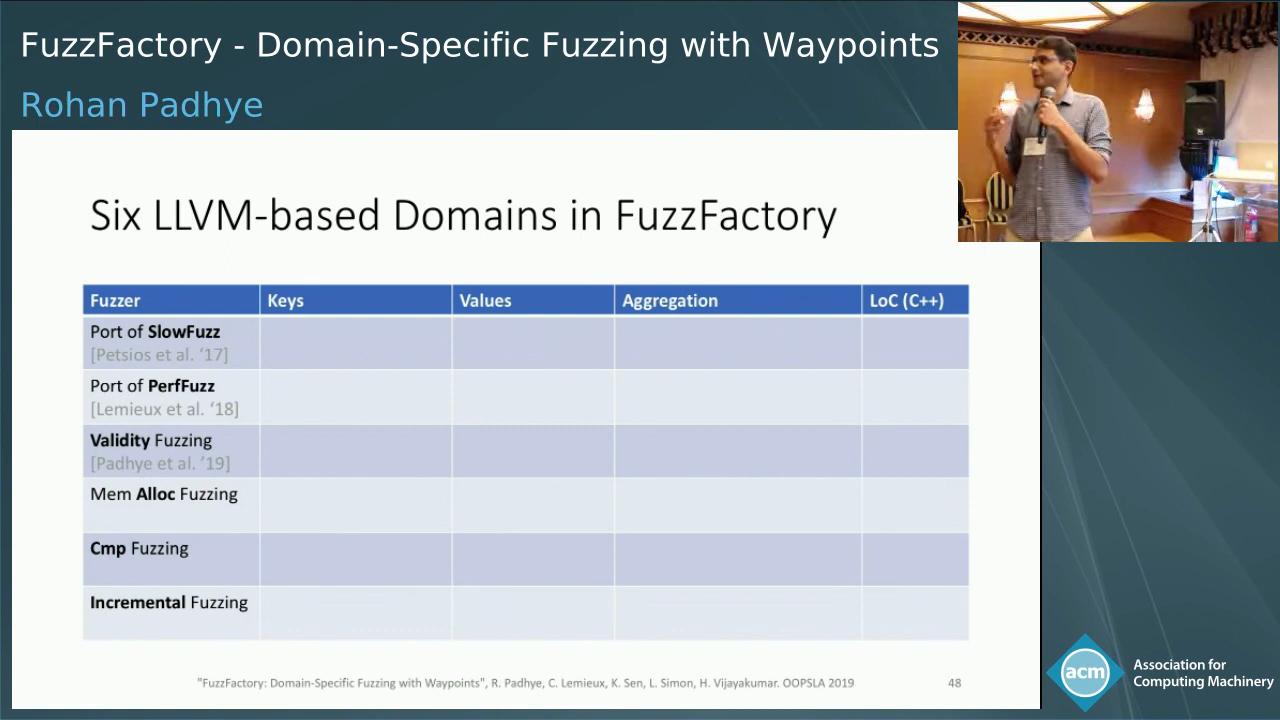 FuzzFactory - Domain-Specific Fuzzing with Waypoints
Rohan Padhye
Six LLVM-based Domains in FuzzFactory
Fuzzer Keys Values Aggregation LoC (C++)
Port of SlowFuzz
[Petsios et al. ‘17]
Port of PerfFuzz
[Lemieux et al. ‘18]
Validity Fuzzing
[Padhye et al. ’19]
Mem Alloc Fuzzing
Cmp Fuzzing
Incremental Fuzzing
"FuzzFactory: Domain-Specific Fuzzing with Waypoints", R. Padhye, C. Lemieux, K. Sen, L. Simon, H. Vijayakumar. OOPSLA 2019 48
acm
Association for
Computing Machinery